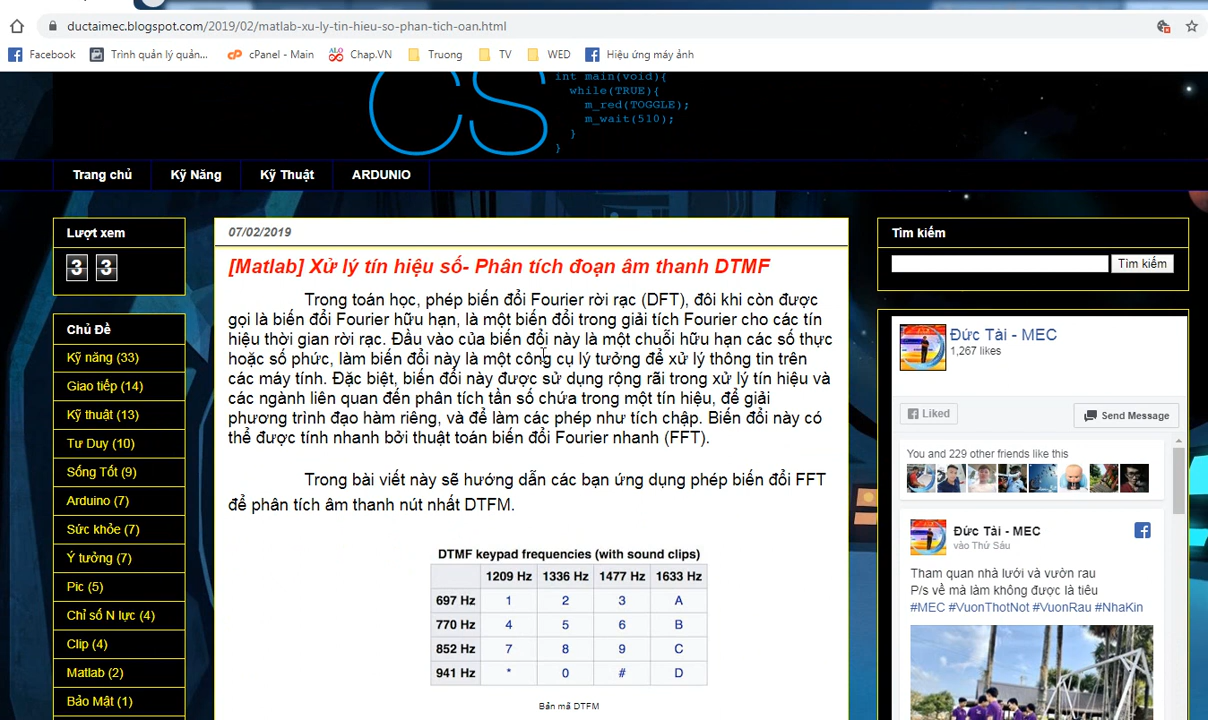 ductaimec.blogspot.com/2019/02/matlab-xu-ly-tin-hieu-so-phan-tich-oan.html
Facebook
Trình quản lý quản...
cPanel - Main
ALO
Chap.VN
Truong
TV
WED
Hiệu ứng máy ảnh
CS
int main(void){
while(TRUE){
m_red(TOGGLE);
m_wait(510);
}
}
Trang chủ
Kỹ Năng
Kỹ Thuật
ARDUNIO
Lượt xem
3 3
Chủ Đề
Kỹ năng (33)
Giao tiếp (14)
Kỹ thuật (13)
Tư Duy (10)
Sống Tốt (9)
Arduino (7)
Sức khỏe (7)
Ý tưởng (7)
Pic (5)
Chỉ số N lực (4)
Clip (4)
Matlab (2)
Bảo Mật (1)
07/02/2019
[Matlab] Xử lý tín hiệu số- Phân tích đoạn âm thanh DTMF
Trong toán học, phép biến đổi Fourier rời rạc (DFT), đôi khi còn được
gọi là biến đổi Fourier hữu hạn, là một biến đổi trong giải tích Fourier cho các tín
hiệu thời gian rời rạc. Đầu vào của biến đổi này là một chuỗi hữu hạn các số thực
hoặc số phức, làm biến đổi này là một công cụ lý tưởng để xử lý thông tin trên
các máy tính. Đặc biệt, biến đổi này được sử dụng rộng rãi trong xử lý tín hiệu và
các ngành liên quan đến phân tích tần số chứa trong một tín hiệu, để giải
phương trình đạo hàm riêng, và để làm các phép như tích chập. Biến đổi này có
thể được tính nhanh bởi thuật toán biến đổi Fourier nhanh (FFT).
Trong bài viết này sẽ hướng dẫn các bạn ứng dụng phép biến đổi FFT
để phân tích âm thanh nút nhất DTFM.
DTMF keypad frequencies (with sound clips)
1209 Hz 1336 Hz 1477 Hz 1633 Hz
697 Hz 1 2 3 A
770 Hz 4 5 6 B
852 Hz 7 8 9 C
941 Hz * 0 # D
Bản mã DTFM
Tìm kiếm
Tìm kiếm
Đức Tài - MEC
1,267 likes
Liked
Send Message
You and 229 other friends like this
Đức Tài - MEC
vào Thứ Sáu
Tham quan nhà lưới và vườn rau
P/s về mà làm không được là tiêu
#MEC #VuonThotNot #VuonRau #NhaKin